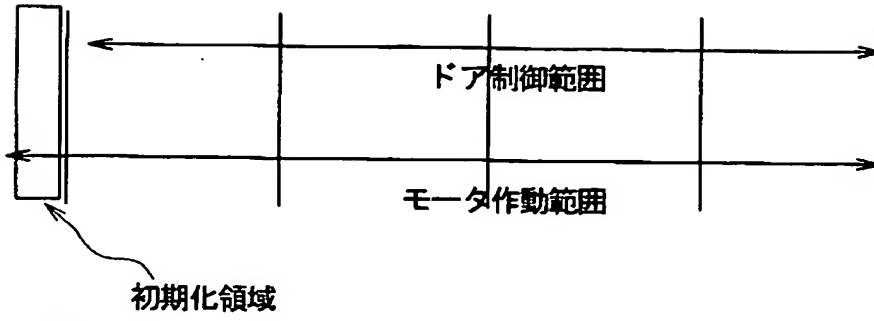 ドア制御範囲
モータ作動範囲
初期化領域